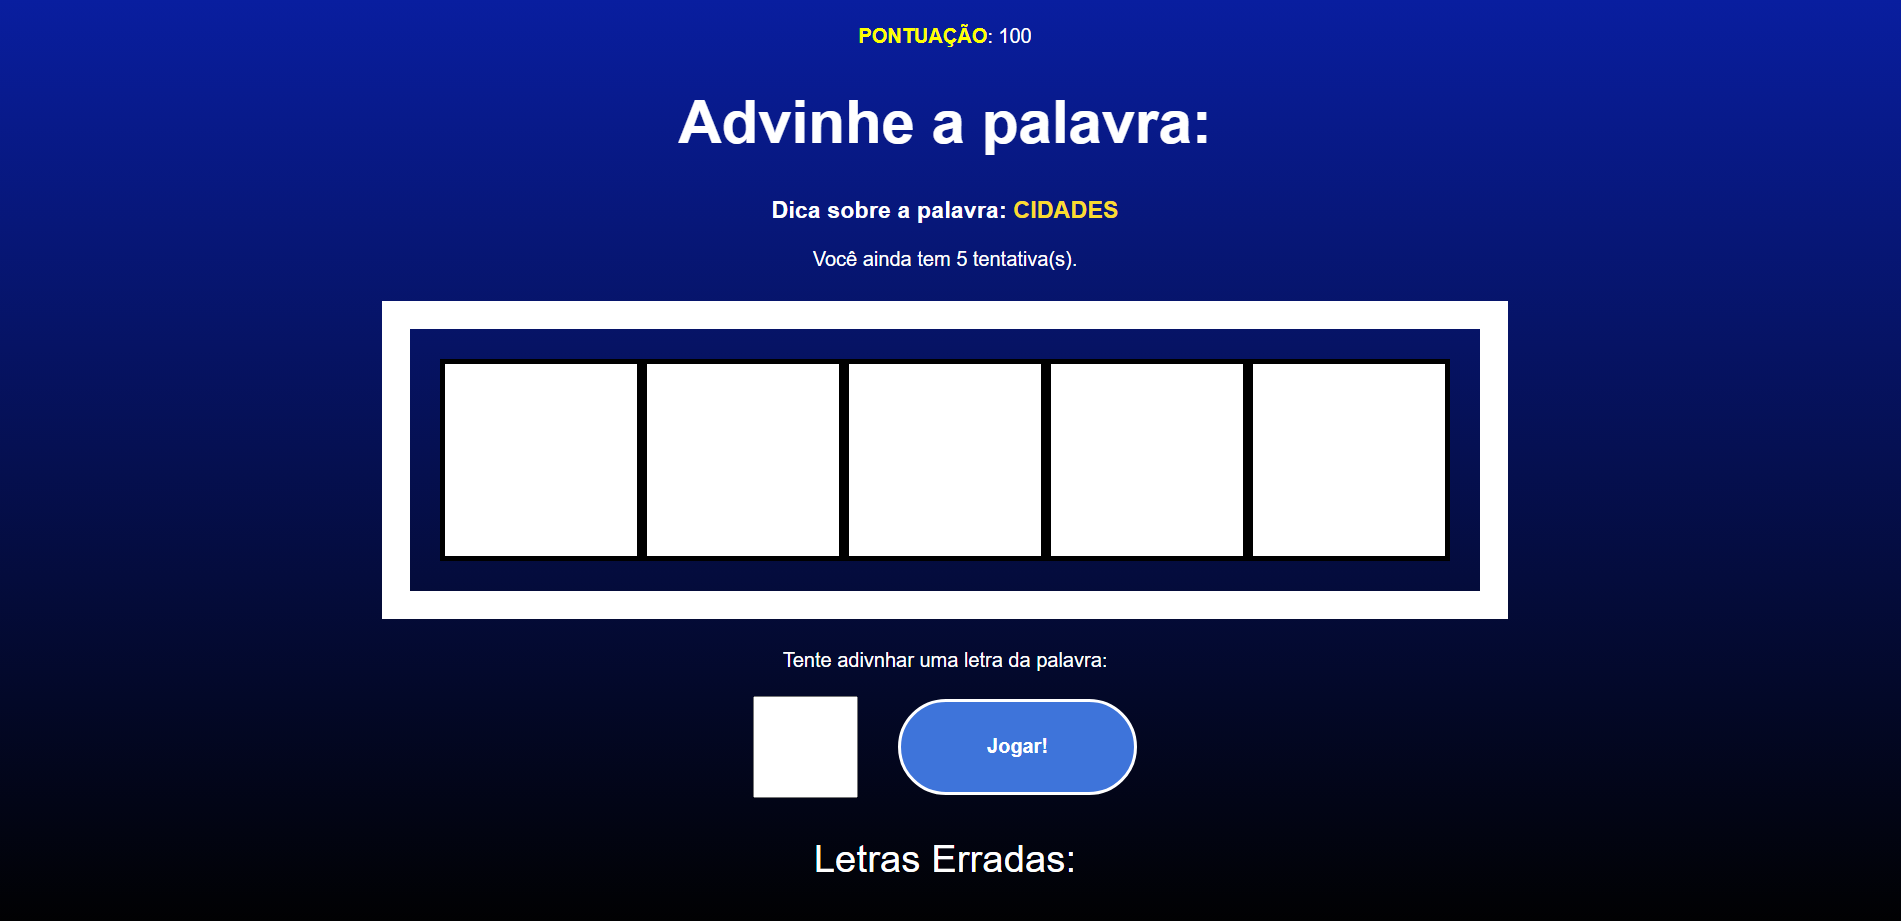 PONTUAÇÃO: 100
Advinhe a palavra:
Dica sobre a palavra: CIDADES
Você ainda tem 5 tentativa(s).
Tente adivnhar uma letra da palavra:
Jogar!
Letras Erradas: